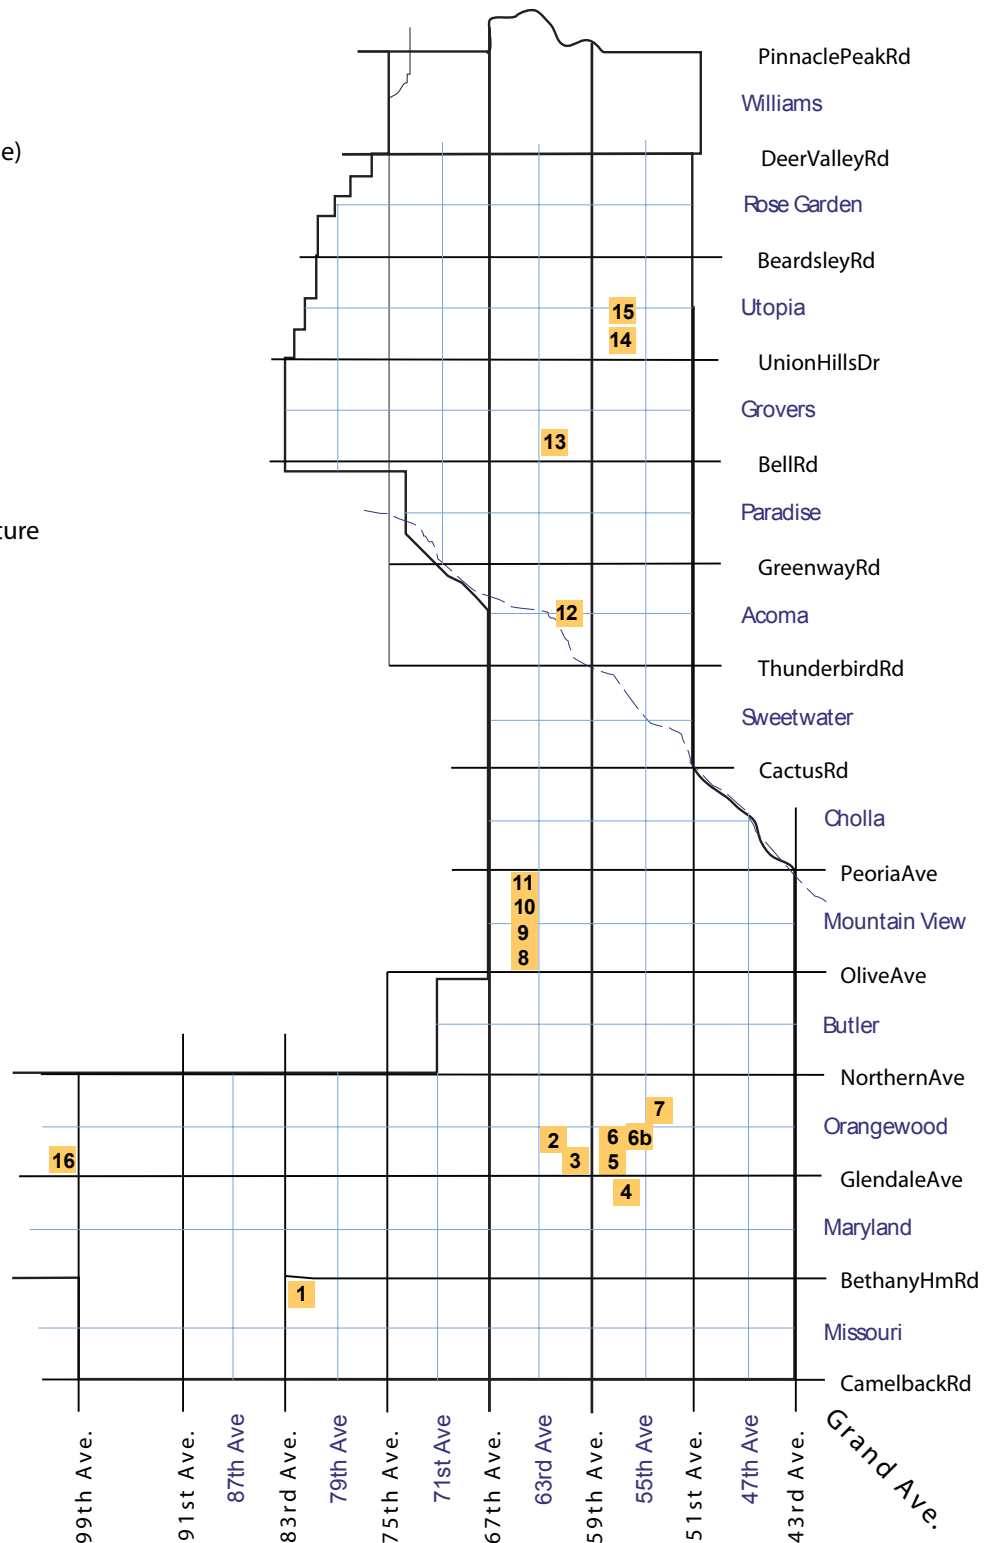 PinnaclePeakRd
Williams
e)
DeerValleyRd
Rose Garden
BeardsleyRd
Utopia
15
14
UnionHillsDr
Grovers
13
BellRd
Paradise
ture
GreenwayRd
Acoma
12
ThunderbirdRd
Sweetwater
CactusRd
Cholla
PeoriaAve
11
10
Mountain View
9
8
OliveAve
Butler
NorthernAve
7
Orangewood
2
6
6b
16
3
5
GlendaleAve
4
Maryland
BethanyHmRd
1
Missouri
CamelbackRd
99th Ave.
91st Ave.
87th Ave
83rd Ave.
79th Ave
75th Ave.
71st Ave
67th Ave.
63rd Ave
59th Ave.
55th Ave
51st Ave.
47th Ave
43rd Ave.
Grand Ave.